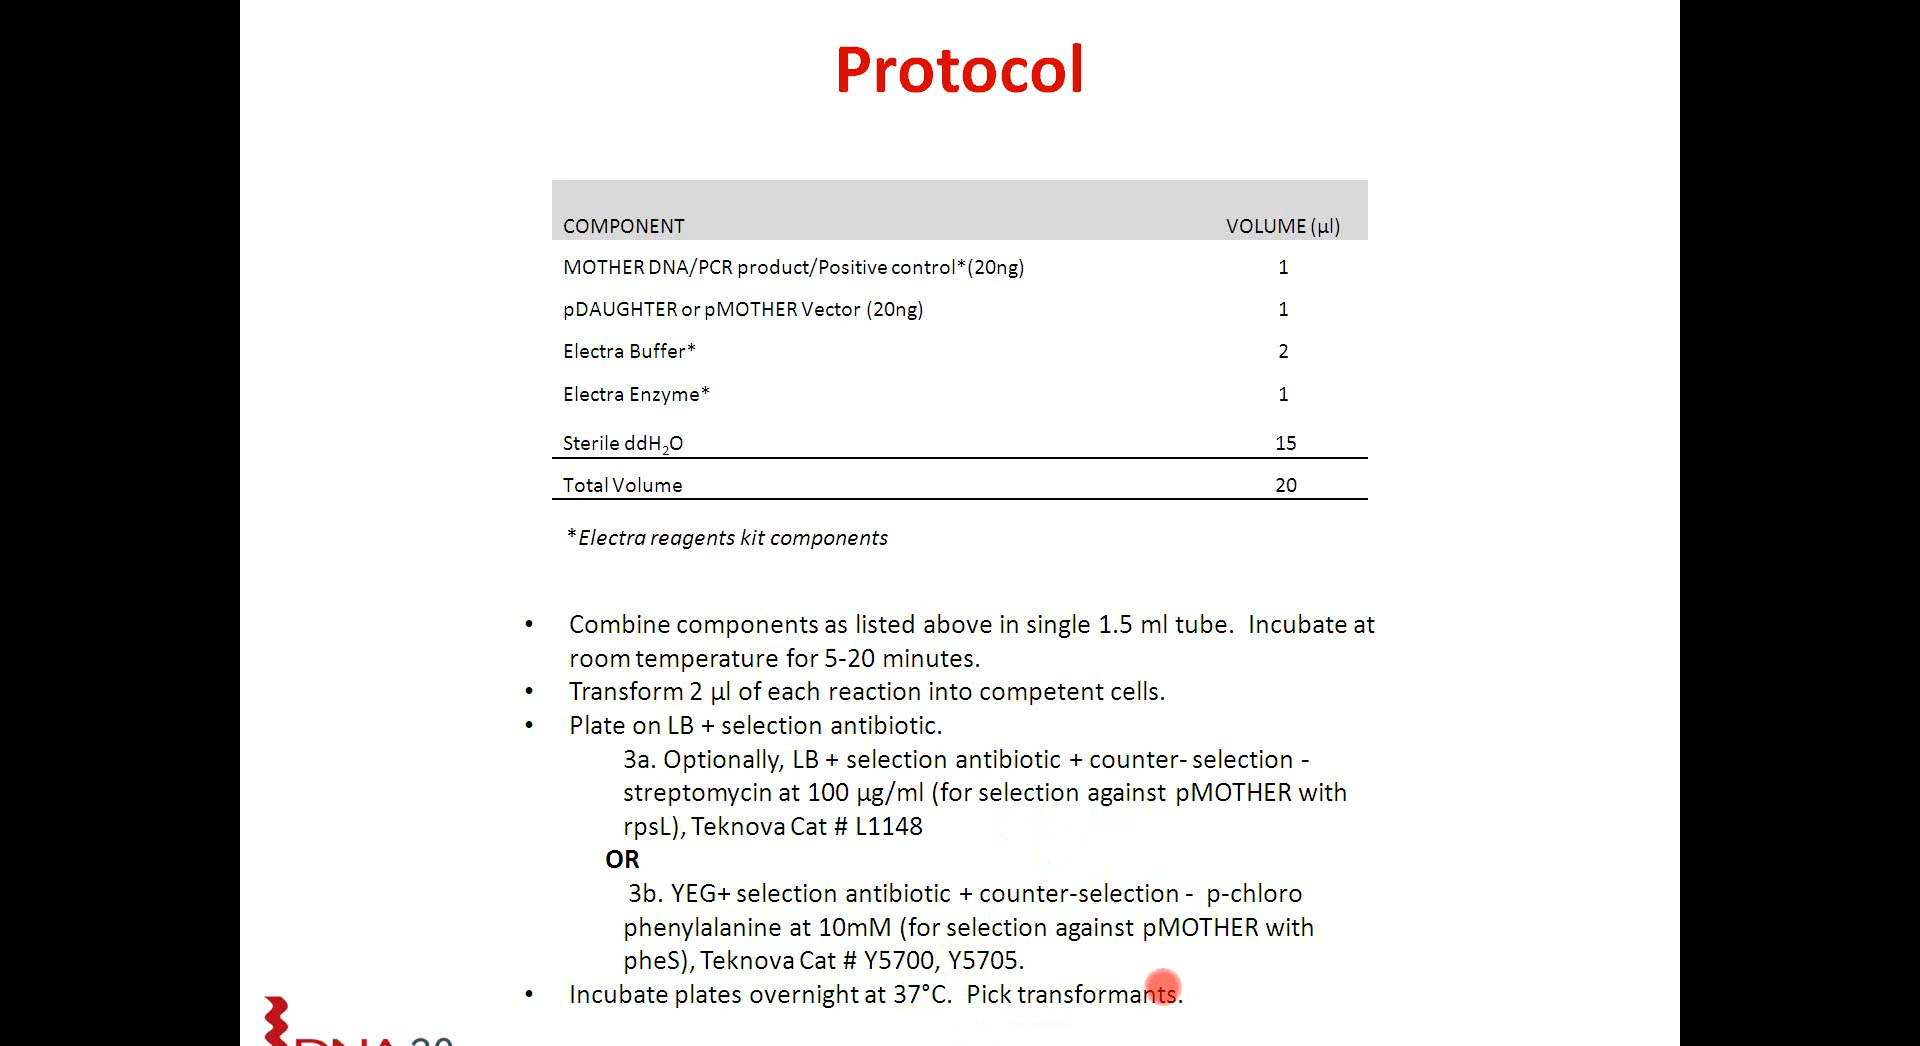 Protocol
COMPONENT VOLUME (µl)
MOTHER DNA/PCR product/Positive control*(20ng) 1
pDAUGHTER or pMOTHER Vector (20ng) 1
Electra Buffer* 2
Electra Enzyme* 1
Sterile ddH₂O 15
Total Volume 20
*Electra reagents kit components
• Combine components as listed above in single 1.5 ml tube. Incubate at
room temperature for 5-20 minutes.
• Transform 2 µl of each reaction into competent cells.
• Plate on LB + selection antibiotic.
3a. Optionally, LB + selection antibiotic + counter- selection -
streptomycin at 100 µg/ml (for selection against pMOTHER with
rpsL), Teknova Cat # L1148
OR
3b. YEG+ selection antibiotic + counter-selection - p-chloro
phenylalanine at 10mM (for selection against pMOTHER with
pheS), Teknova Cat # Y5700, Y5705.
• Incubate plates overnight at 37°C. Pick transformants.